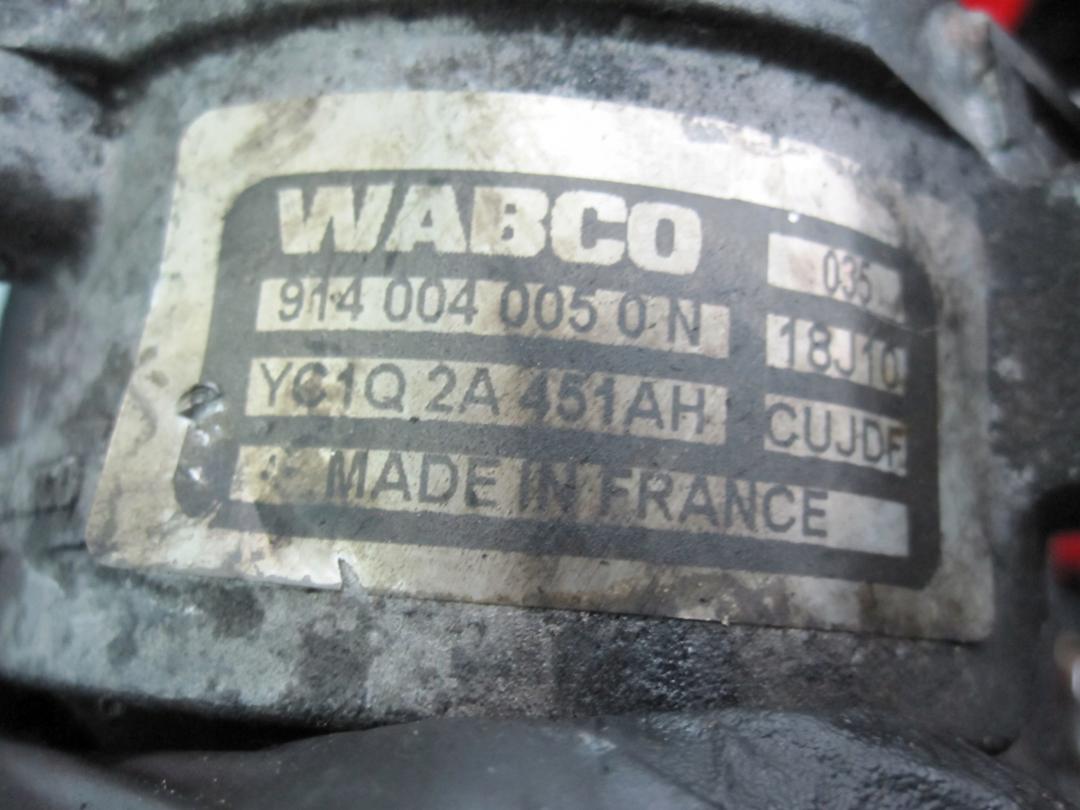 WABCO 035
914 004 005 0 N 18J10
YC1Q 2A 451AH CUJDF
MADE IN FRANCE